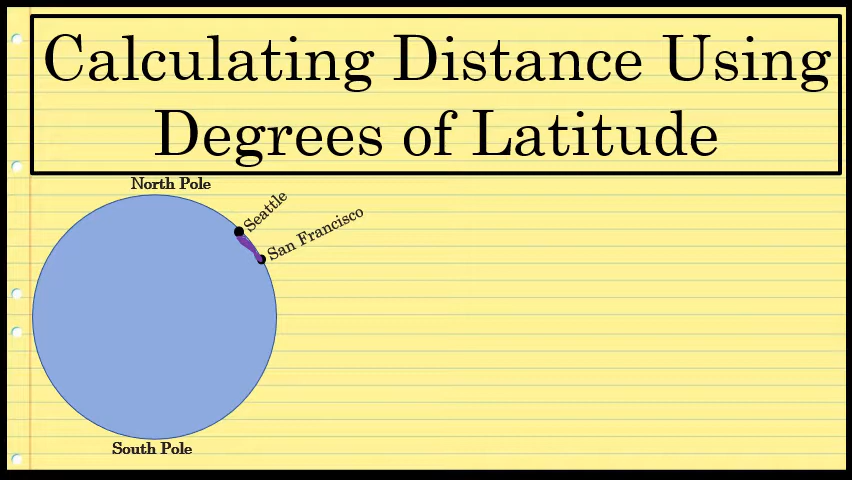 Calculating Distance Using
Degrees of Latitude
North Pole
Seattle
San Francisco
South Pole